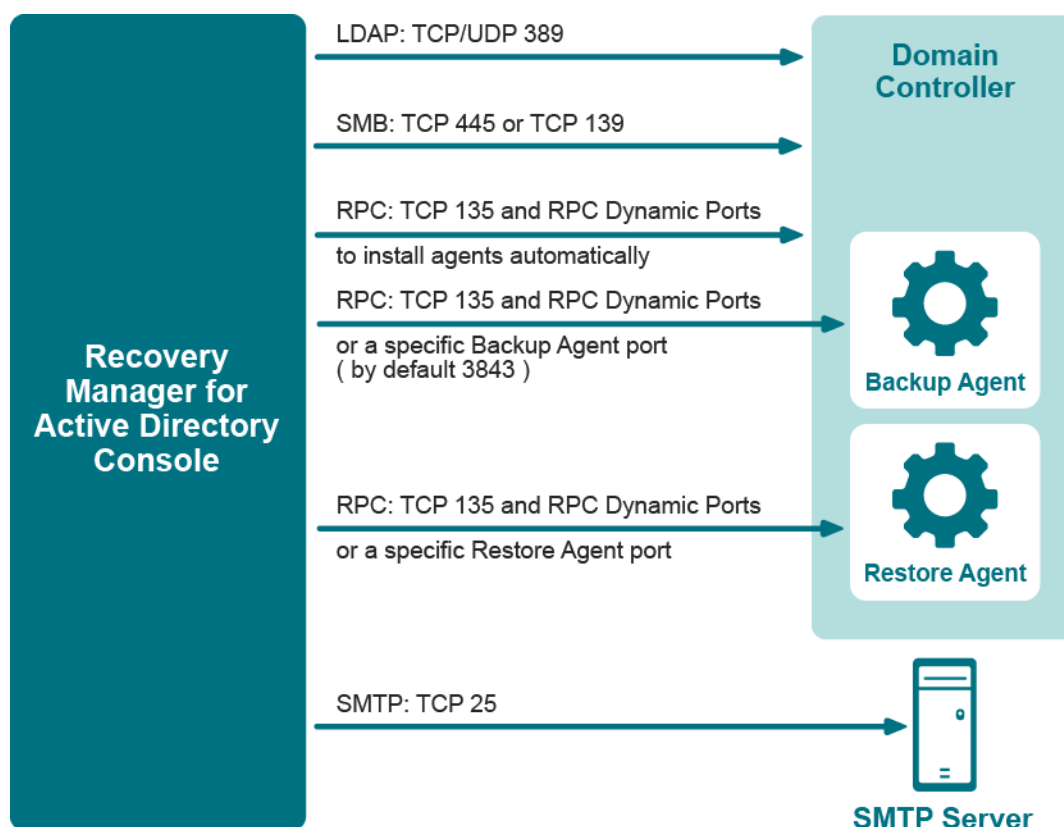 Recovery
Manager for
Active Directory
Console
LDAP: TCP/UDP 389
SMB: TCP 445 or TCP 139
RPC: TCP 135 and RPC Dynamic Ports
to install agents automatically
RPC: TCP 135 and RPC Dynamic Ports
or a specific Backup Agent port
( by default 3843 )
RPC: TCP 135 and RPC Dynamic Ports
or a specific Restore Agent port
SMTP: TCP 25
Domain
Controller
Backup Agent
Restore Agent
SMTP Server